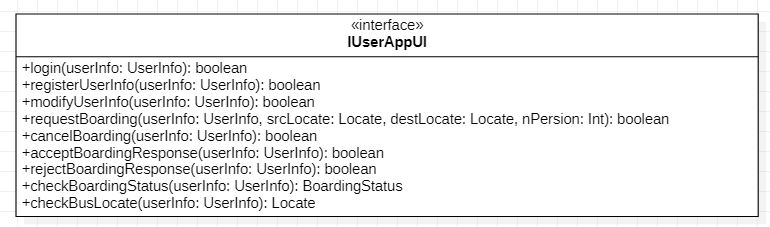 «interface»
IUserAppUI
+login(userInfo: UserInfo): boolean
+registerUserInfo(userInfo: UserInfo): boolean
+modifyUserInfo(userInfo: UserInfo): boolean
+requestBoarding(userInfo: UserInfo, srcLocate: Locate, destLocate: Locate, nPersion: Int): boolean
+cancelBoarding(userInfo: UserInfo): boolean
+acceptBoardingResponse(userInfo: UserInfo): boolean
+rejectBoardingResponse(userInfo: UserInfo): boolean
+checkBoardingStatus(userInfo: UserInfo): BoardingStatus
+checkBusLocate(userInfo: UserInfo): Locate